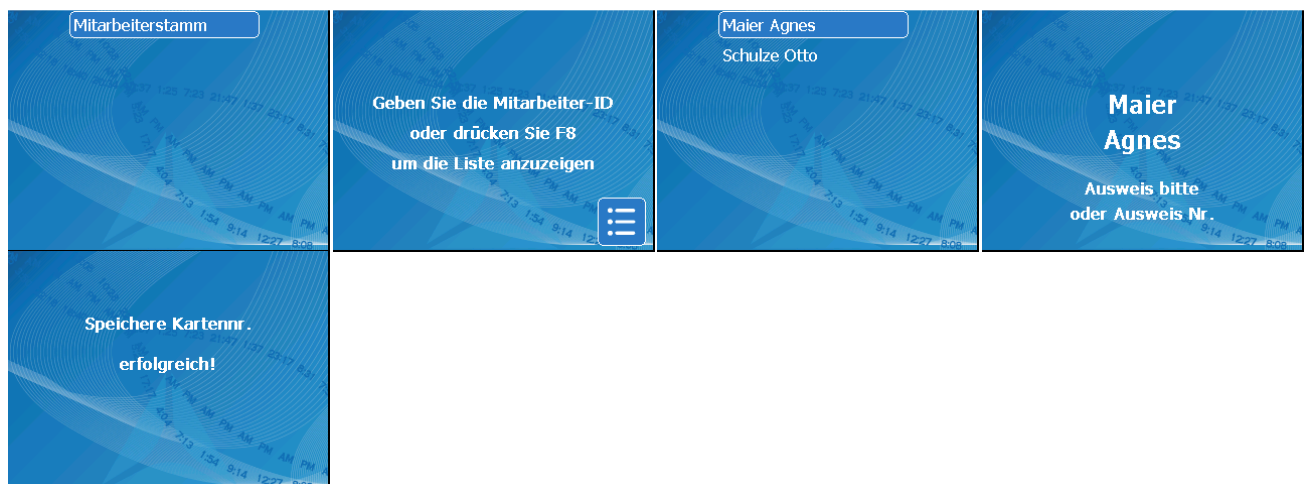 Mitarbeiterstamm
Geben Sie die Mitarbeiter-ID
oder drücken Sie F8
um die Liste anzuzeigen
Maier Agnes
Schulze Otto
Maier
Agnes
Ausweis bitte
oder Ausweis Nr.
Speichere Kartennr.
erfolgreich!